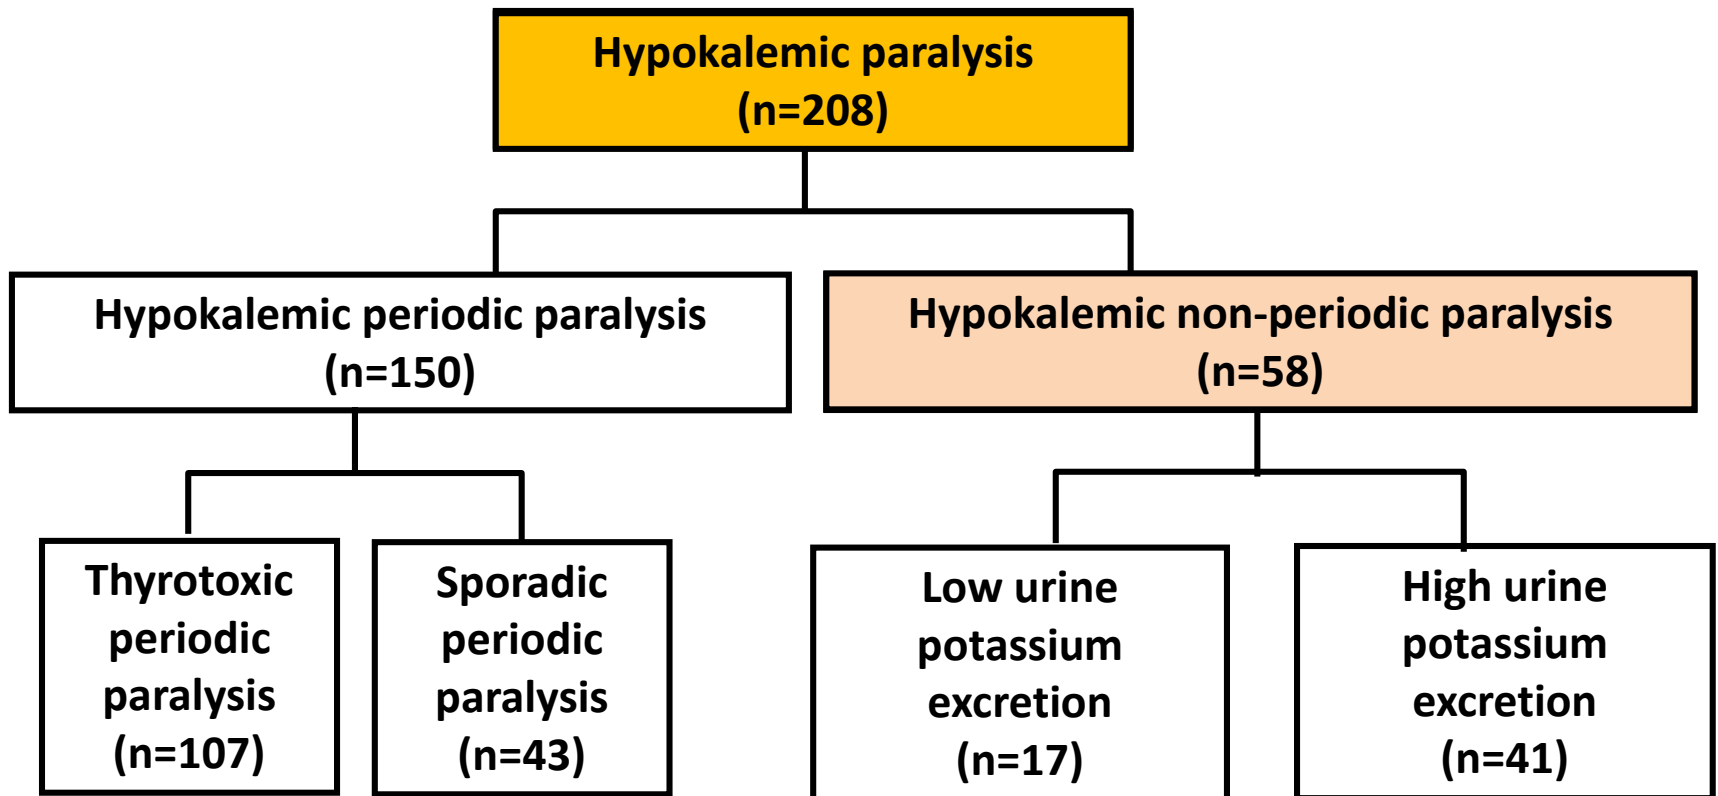 Hypokalemic paralysis
(n=208)
Hypokalemic periodic paralysis
(n=150)
Hypokalemic non-periodic paralysis
(n=58)
Thyrotoxic
periodic
paralysis
(n=107)
Sporadic
periodic
paralysis
(n=43)
Low urine
potassium
excretion
(n=17)
High urine
potassium
excretion
(n=41)